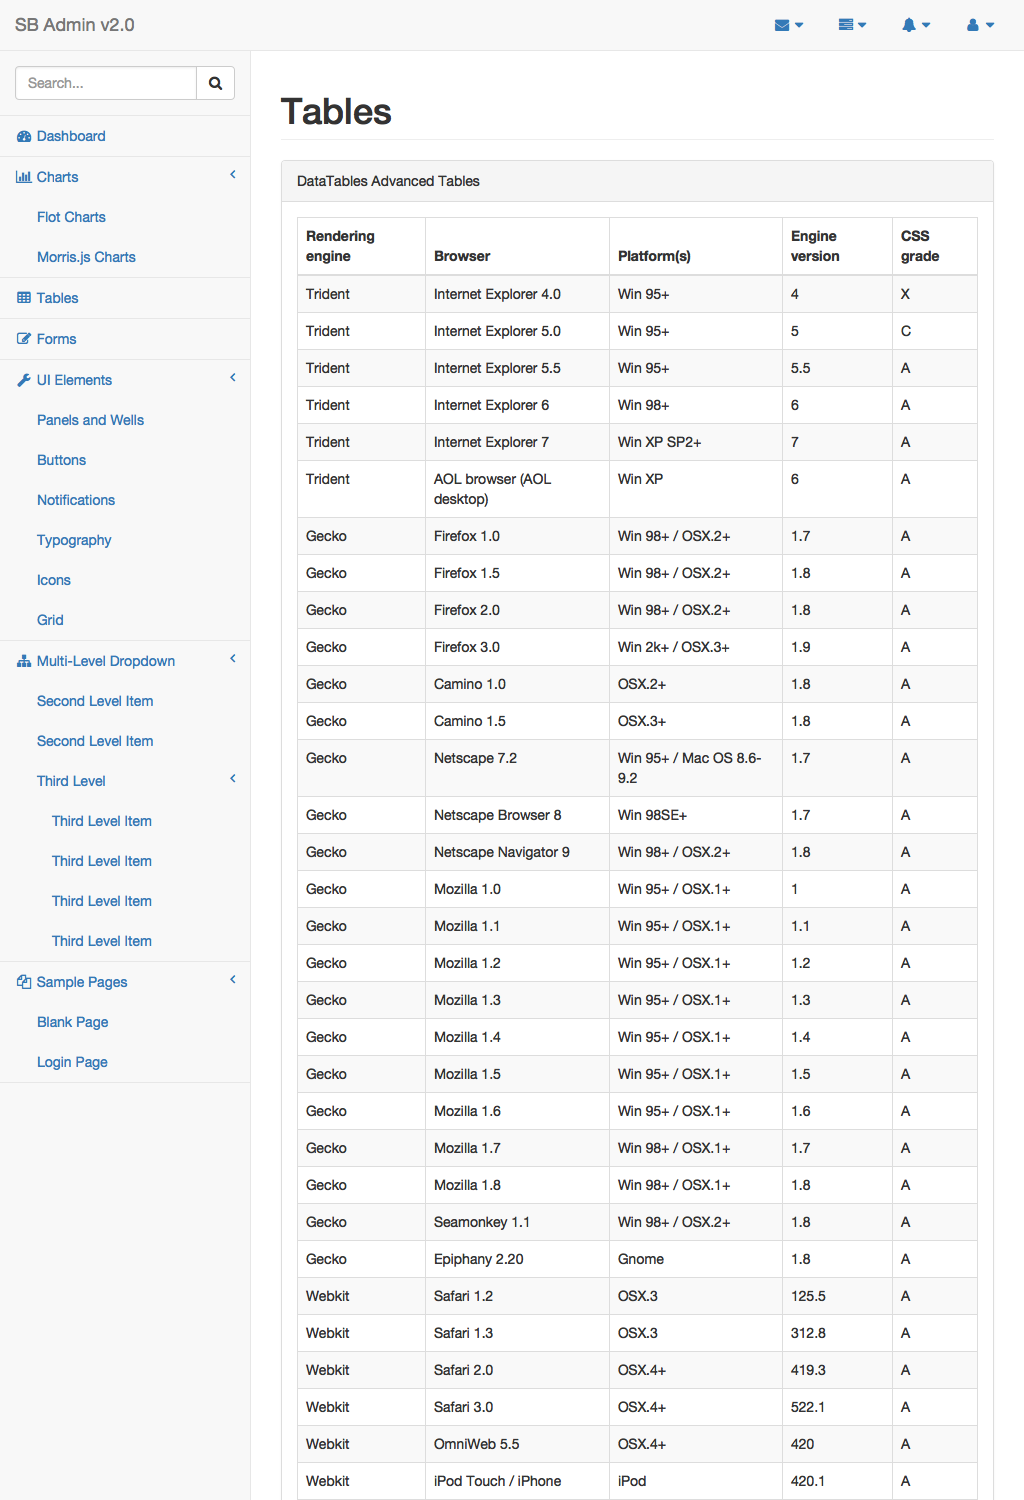 SB Admin v2.0
Search...
Dashboard
Charts
Flot Charts
Morris.js Charts
Tables
Forms
UI Elements
Panels and Wells
Buttons
Notifications
Typography
Icons
Grid
Multi-Level Dropdown
Second Level Item
Second Level Item
Third Level
Third Level Item
Third Level Item
Third Level Item
Third Level Item
Sample Pages
Blank Page
Login Page
Tables
DataTables Advanced Tables
Rendering engine Browser Platform(s) Engine version CSS grade
Trident Internet Explorer 4.0 Win 95+ 4 X
Trident Internet Explorer 5.0 Win 95+ 5 C
Trident Internet Explorer 5.5 Win 95+ 5.5 A
Trident Internet Explorer 6 Win 98+ 6 A
Trident Internet Explorer 7 Win XP SP2+ 7 A
Trident AOL browser (AOL desktop) Win XP 6 A
Gecko Firefox 1.0 Win 98+ / OSX.2+ 1.7 A
Gecko Firefox 1.5 Win 98+ / OSX.2+ 1.8 A
Gecko Firefox 2.0 Win 98+ / OSX.2+ 1.8 A
Gecko Firefox 3.0 Win 2k+ / OSX.3+ 1.9 A
Gecko Camino 1.0 OSX.2+ 1.8 A
Gecko Camino 1.5 OSX.3+ 1.8 A
Gecko Netscape 7.2 Win 95+ / Mac OS 8.6-9.2 1.7 A
Gecko Netscape Browser 8 Win 98SE+ 1.7 A
Gecko Netscape Navigator 9 Win 98+ / OSX.2+ 1.8 A
Gecko Mozilla 1.0 Win 95+ / OSX.1+ 1 A
Gecko Mozilla 1.1 Win 95+ / OSX.1+ 1.1 A
Gecko Mozilla 1.2 Win 95+ / OSX.1+ 1.2 A
Gecko Mozilla 1.3 Win 95+ / OSX.1+ 1.3 A
Gecko Mozilla 1.4 Win 95+ / OSX.1+ 1.4 A
Gecko Mozilla 1.5 Win 95+ / OSX.1+ 1.5 A
Gecko Mozilla 1.6 Win 95+ / OSX.1+ 1.6 A
Gecko Mozilla 1.7 Win 98+ / OSX.1+ 1.7 A
Gecko Mozilla 1.8 Win 98+ / OSX.1+ 1.8 A
Gecko Seamonkey 1.1 Win 98+ / OSX.2+ 1.8 A
Gecko Epiphany 2.20 Gnome 1.8 A
Webkit Safari 1.2 OSX.3 125.5 A
Webkit Safari 1.3 OSX.3 312.8 A
Webkit Safari 2.0 OSX.4+ 419.3 A
Webkit Safari 3.0 OSX.4+ 522.1 A
Webkit OmniWeb 5.5 OSX.4+ 420 A
Webkit iPod Touch / iPhone iPod 420.1 A